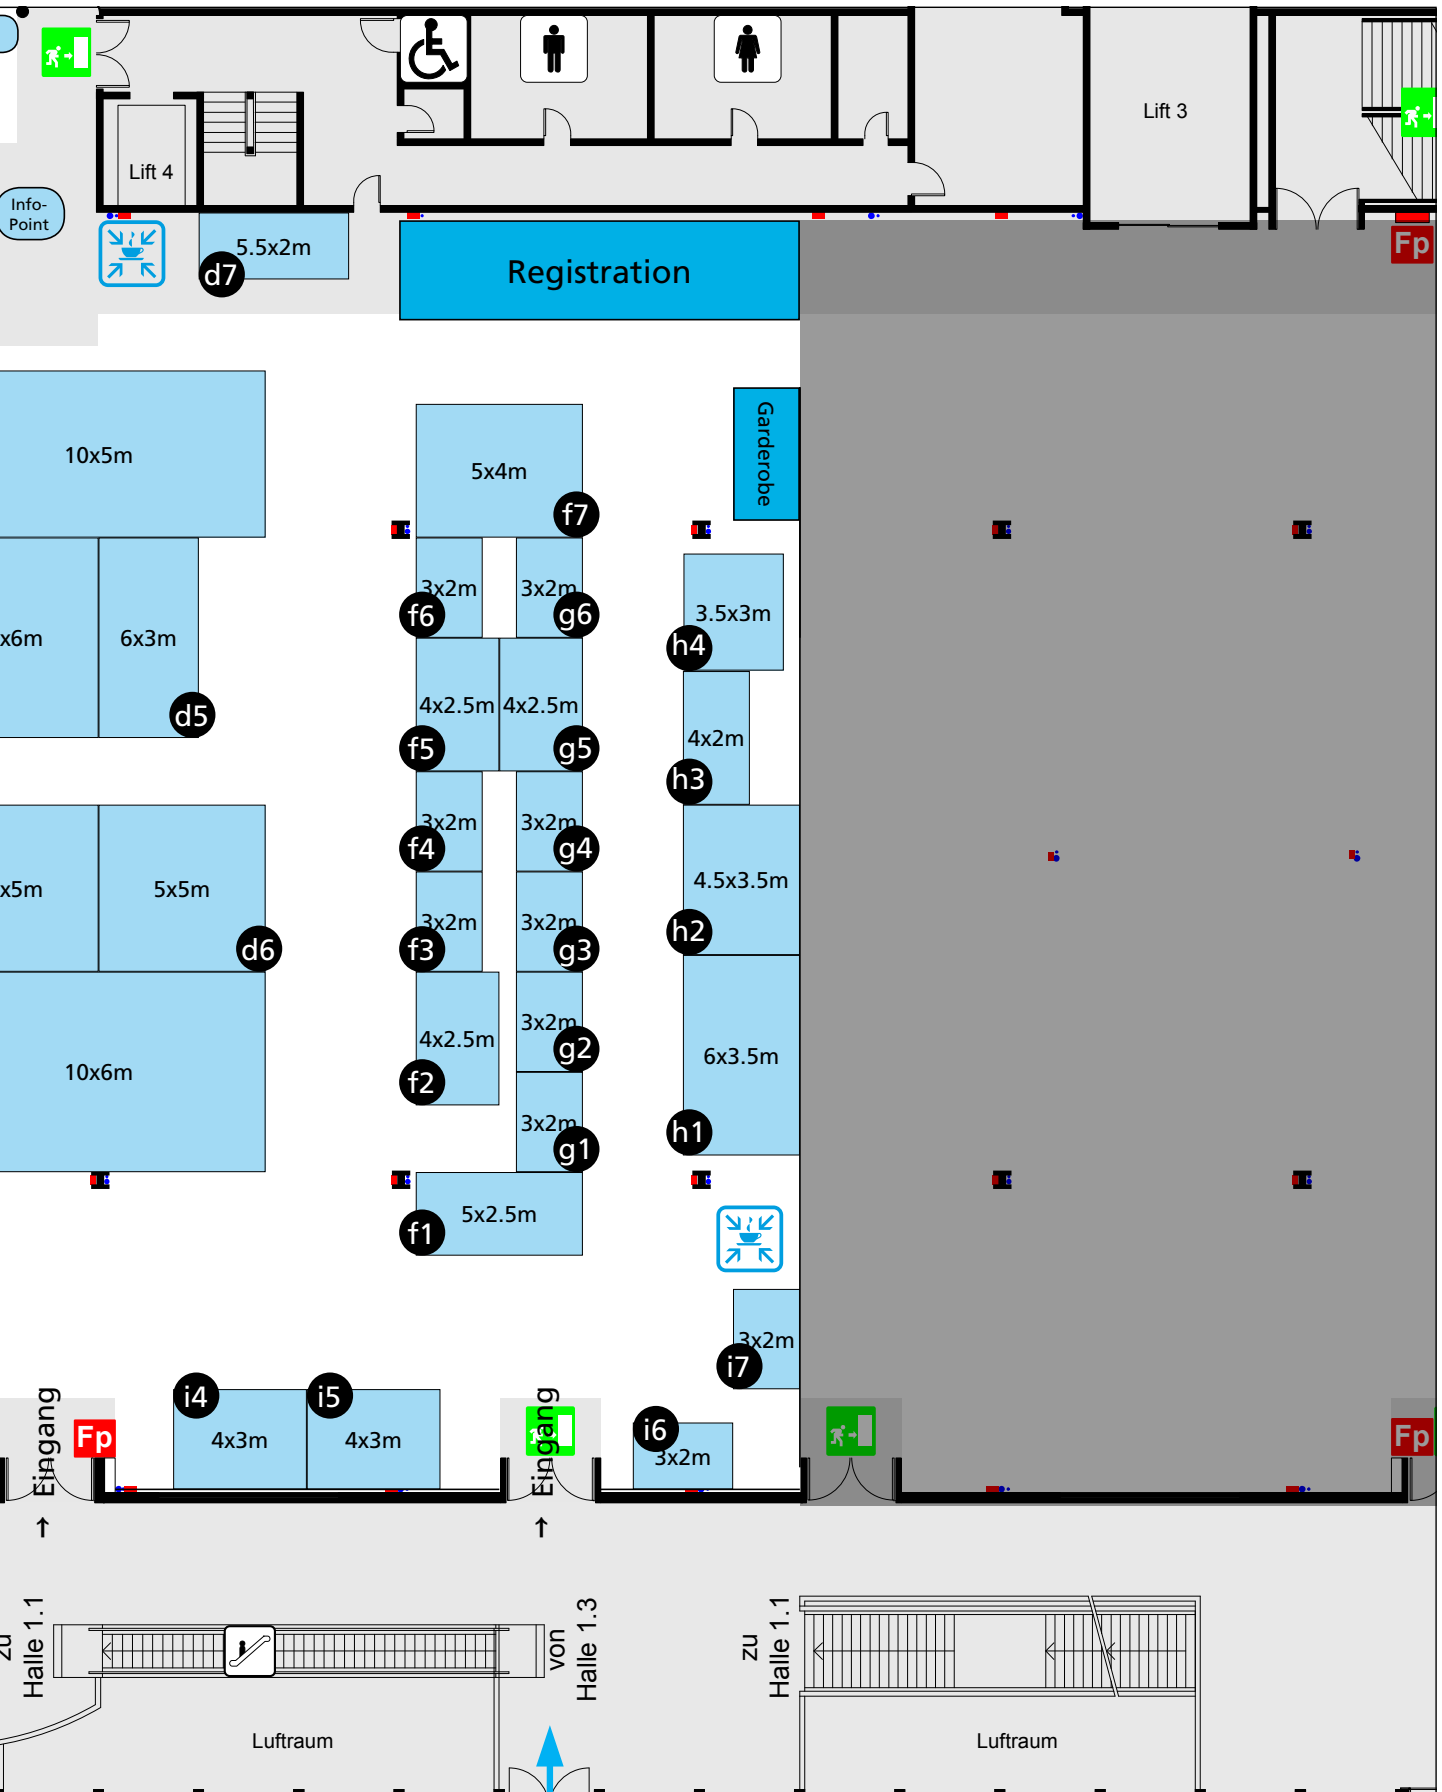 Lift 3
Lift 4
Fp
Info-
Point
5.5x2m
d7
Registration
10x5m
5x4m
f7
Garderobe
3x2m
f6
3x2m
g6
3.5x3m
h4
x6m
6x3m
d5
4x2.5m
f5
4x2.5m
g5
4x2m
h3
3x2m
f4
3x2m
g4
x5m
5x5m
d6
4.5x3.5m
h2
3x2m
f3
3x2m
g3
10x6m
4x2.5m
f2
3x2m
g2
6x3.5m
h1
3x2m
g1
5x2.5m
f1
3x2m
i7
Eingang
Fp
i4
4x3m
i5
4x3m
Eingang
i6
3x2m
Fp
zu
Halle 1.1
von
Halle 1.3
zu
Halle 1.1
Luftraum
Luftraum